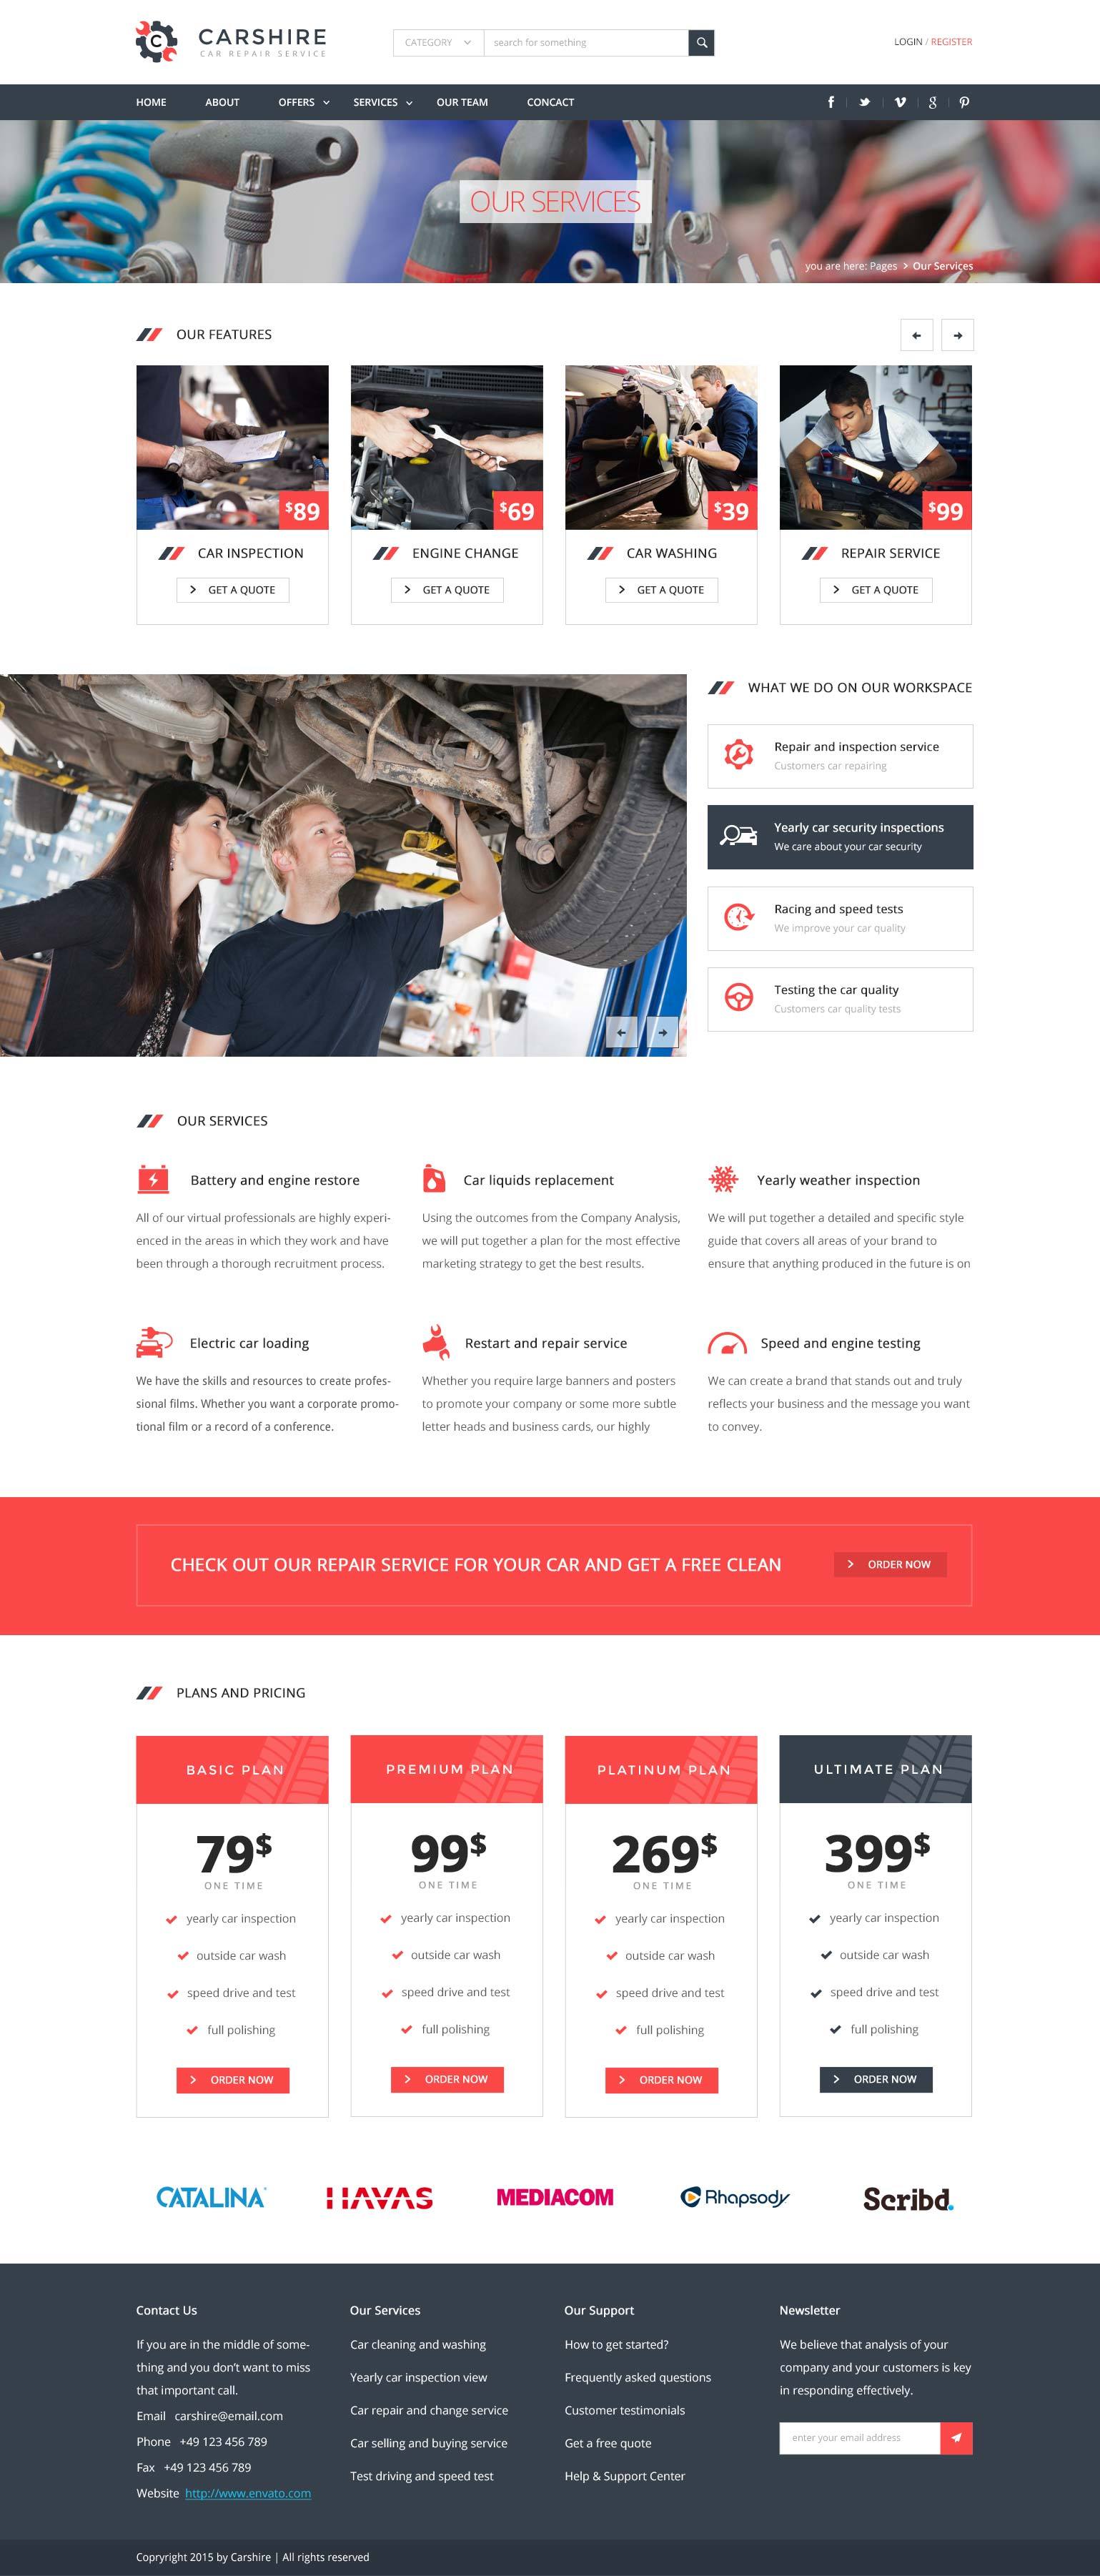 C
CARSHIRE
CAR REPAIR SERVICE
CATEGORY
search for something
LOGIN / REGISTER
HOME
ABOUT
OFFERS
SERVICES
OUR TEAM
CONCACT
OUR SERVICES
you are here: Pages > Our Services
OUR FEATURES
$89
$69
$39
$99
CAR INSPECTION
ENGINE CHANGE
CAR WASHING
REPAIR SERVICE
> GET A QUOTE
> GET A QUOTE
> GET A QUOTE
> GET A QUOTE
WHAT WE DO ON OUR WORKSPACE
Repair and inspection service
Customers car repairing
Yearly car security inspections
We care about your car security
Racing and speed tests
We improve your car quality
Testing the car quality
Customers car quality tests
OUR SERVICES
Battery and engine restore
All of our virtual professionals are highly experi-
enced in the areas in which they work and have
been through a thorough recruitment process.
Car liquids replacement
Using the outcomes from the Company Analysis,
we will put together a plan for the most effective
marketing strategy to get the best results.
Yearly weather inspection
We will put together a detailed and specific style
guide that covers all areas of your brand to
ensure that anything produced in the future is on
Electric car loading
We have the skills and resources to create profes-
sional films. Whether you want a corporate promo-
tional film or a record of a conference.
Restart and repair service
Whether you require large banners and posters
to promote your company or some more subtle
letter heads and business cards, our highly
Speed and engine testing
We can create a brand that stands out and truly
reflects your business and the message you want
to convey.
CHECK OUT OUR REPAIR SERVICE FOR YOUR CAR AND GET A FREE CLEAN
> ORDER NOW
PLANS AND PRICING
BASIC PLAN
79$
ONE TIME
yearly car inspection
outside car wash
speed drive and test
full polishing
> ORDER NOW
PREMIUM PLAN
99$
ONE TIME
yearly car inspection
outside car wash
speed drive and test
full polishing
> ORDER NOW
PLATINUM PLAN
269$
ONE TIME
yearly car inspection
outside car wash
speed drive and test
full polishing
> ORDER NOW
ULTIMATE PLAN
399$
ONE TIME
yearly car inspection
outside car wash
speed drive and test
full polishing
> ORDER NOW
CATALINA
HAVAS
MEDIACOM
Rhapsody
Scribd.
Contact Us
If you are in the middle of some-
thing and you don't want to miss
that important call.
Email carshire@email.com
Phone +49 123 456 789
Fax +49 123 456 789
Website http://www.envato.com
Our Services
Car cleaning and washing
Yearly car inspection view
Car repair and change service
Car selling and buying service
Test driving and speed test
Our Support
How to get started?
Frequently asked questions
Customer testimonials
Get a free quote
Help & Support Center
Newsletter
We believe that analysis of your
company and your customers is key
in responding effectively.
enter your email address
Copryright 2015 by Carshire | All rights reserved